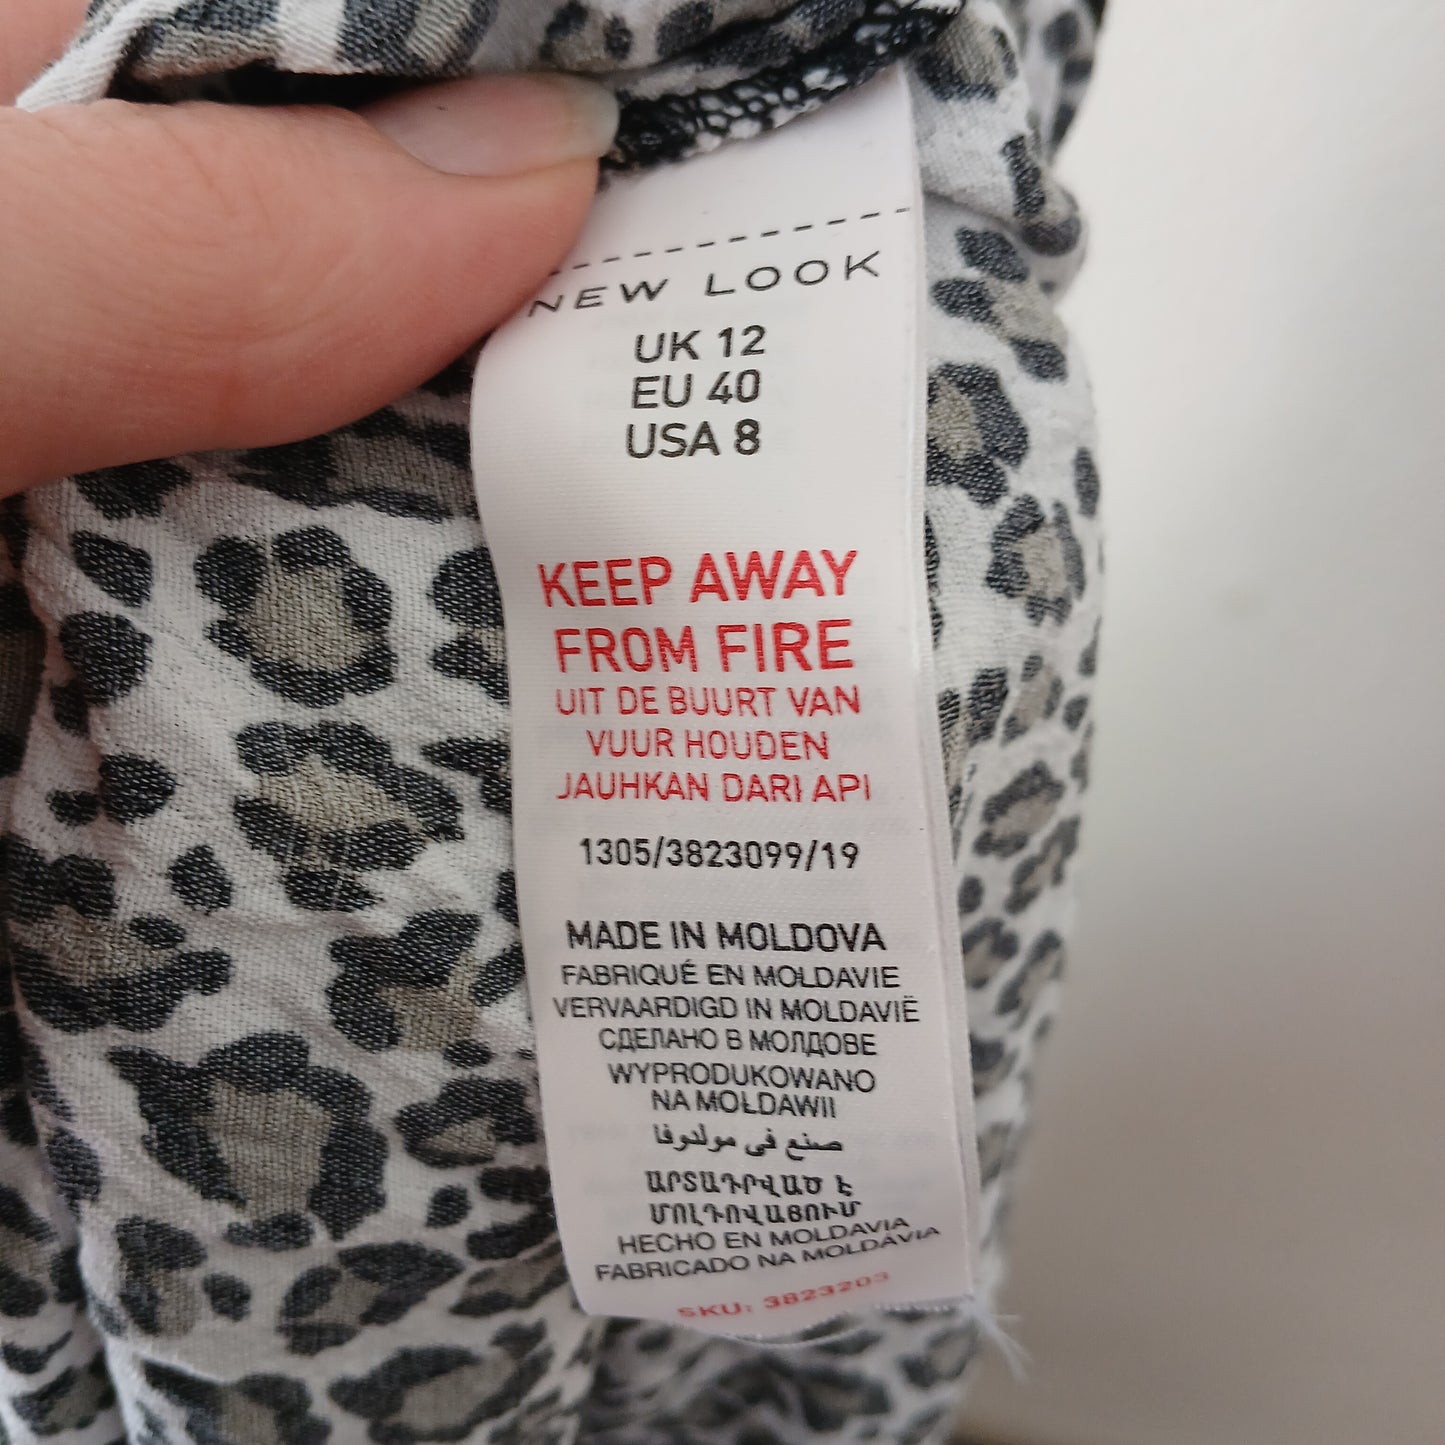 NEW LOOK
UK 12
EU 40
USA 8
KEEP AWAY
FROM FIRE
UIT DE BUURT VAN
VUUR HOUDEN
JAUHKAN DARI API
1305/3823099/19
MADE IN MOLDOVA
FABRIQUÉ EN MOLDAVIE
VERVAARDIGD IN MOLDAVIË
СДЕЛАНО В МОЛДОВЕ
WYPRODUKOWANO
NA MOŁDAWII
صنع في مولدوفا
ԱՐՏԱԴՐՎԱԾ Է
ՄՈԼԴՈՎԱՅՈՒՄ
HECHO EN MOLDAVIA
FABRICADO NA MOLDÁVIA
SKU: 3823203